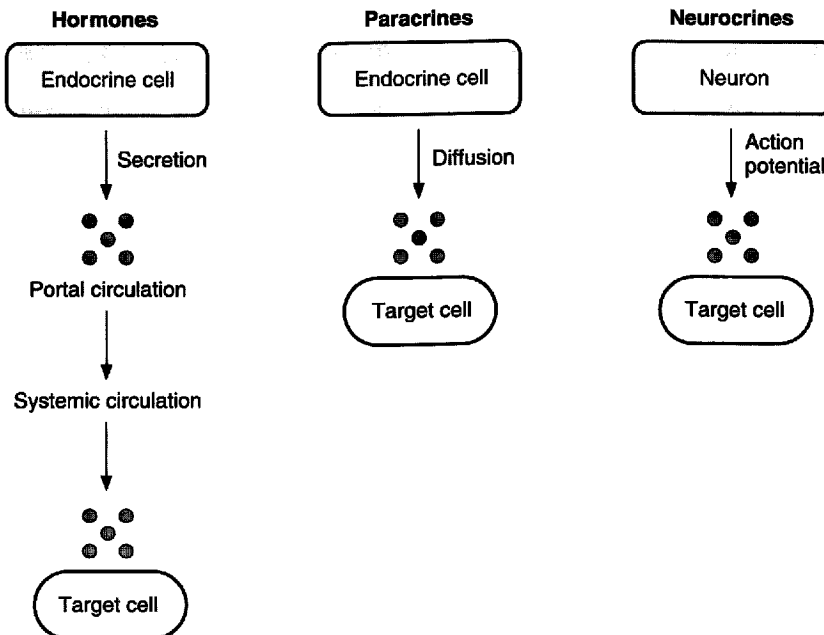 Hormones
Endocrine cell
Secretion
Portal circulation
Systemic circulation
Target cell
Paracrines
Endocrine cell
Diffusion
Target cell
Neurocrines
Neuron
Action
potential
Target cell